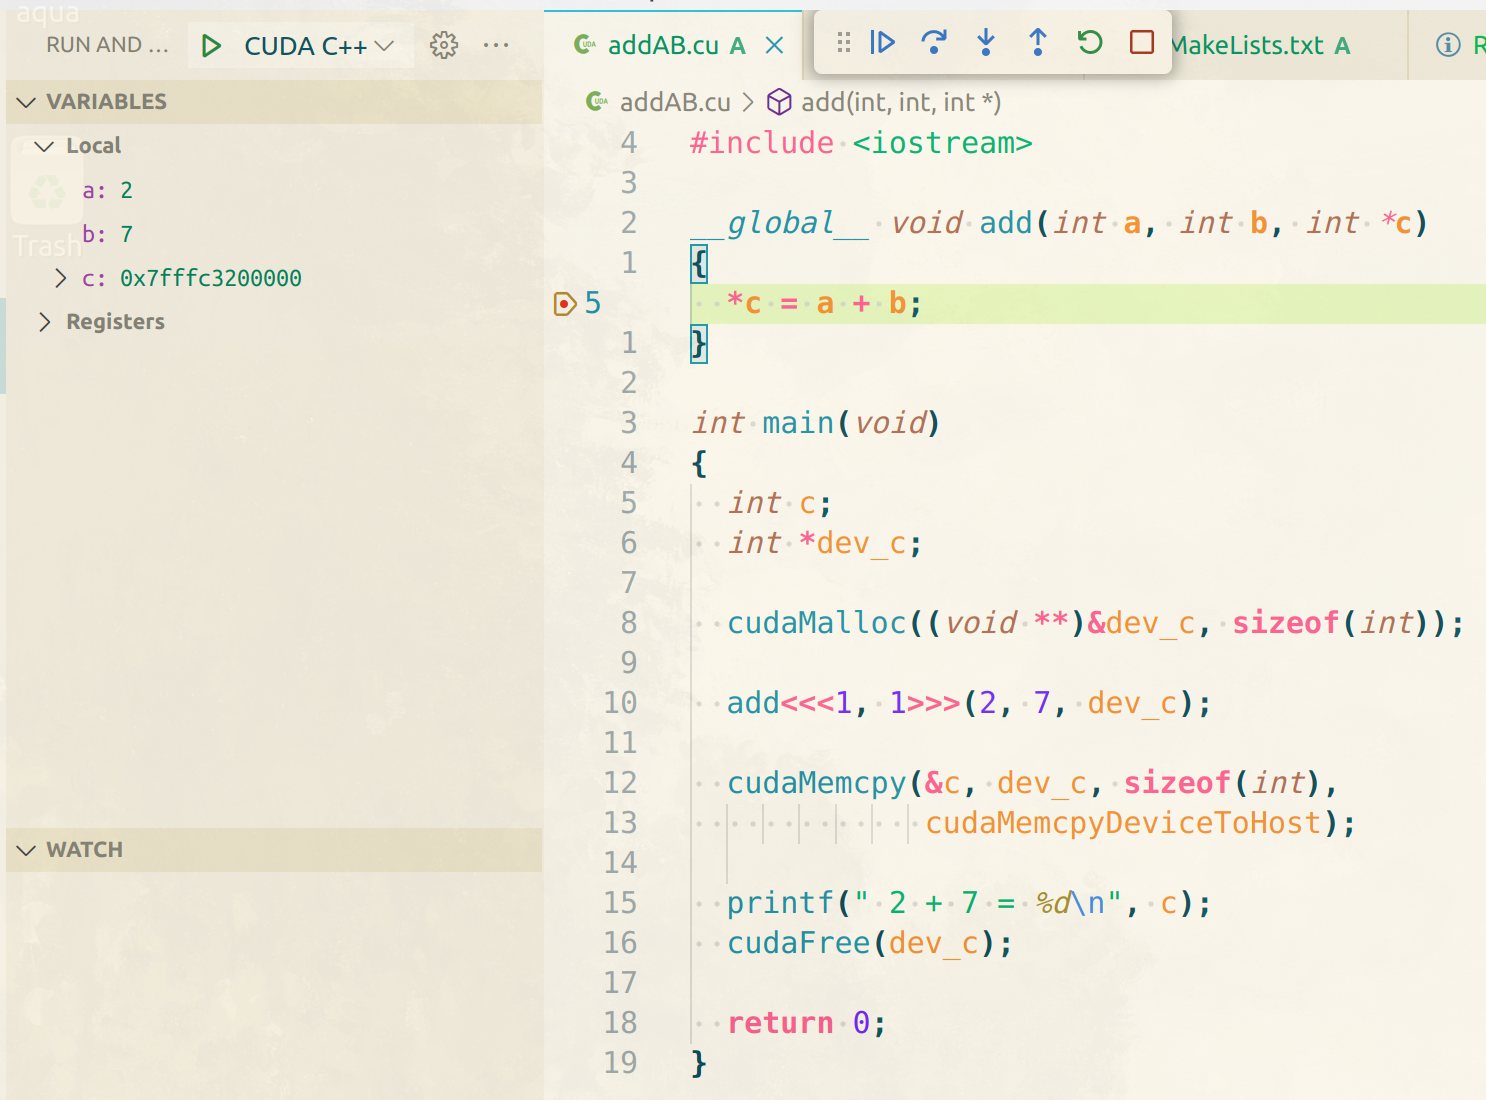 aqua
RUN AND ...
CUDA C++
addAB.cu A
MakeLists.txt A
VARIABLES
addAB.cu > add(int, int, int *)
Local
a: 2
b: 7
Trash
c: 0x7fffc3200000
Registers
WATCH
4 #include <iostream>
3
2 __global__ void add(int a, int b, int *c)
1 {
5 *c = a + b;
1 }
2
3 int main(void)
4 {
5 int c;
6 int *dev_c;
7
8 cudaMalloc((void **)&dev_c, sizeof(int));
9
10 add<<<1, 1>>>(2, 7, dev_c);
11
12 cudaMemcpy(&c, dev_c, sizeof(int),
13 cudaMemcpyDeviceToHost);
14
15 printf(" 2 + 7 = %d\n", c);
16 cudaFree(dev_c);
17
18 return 0;
19 }